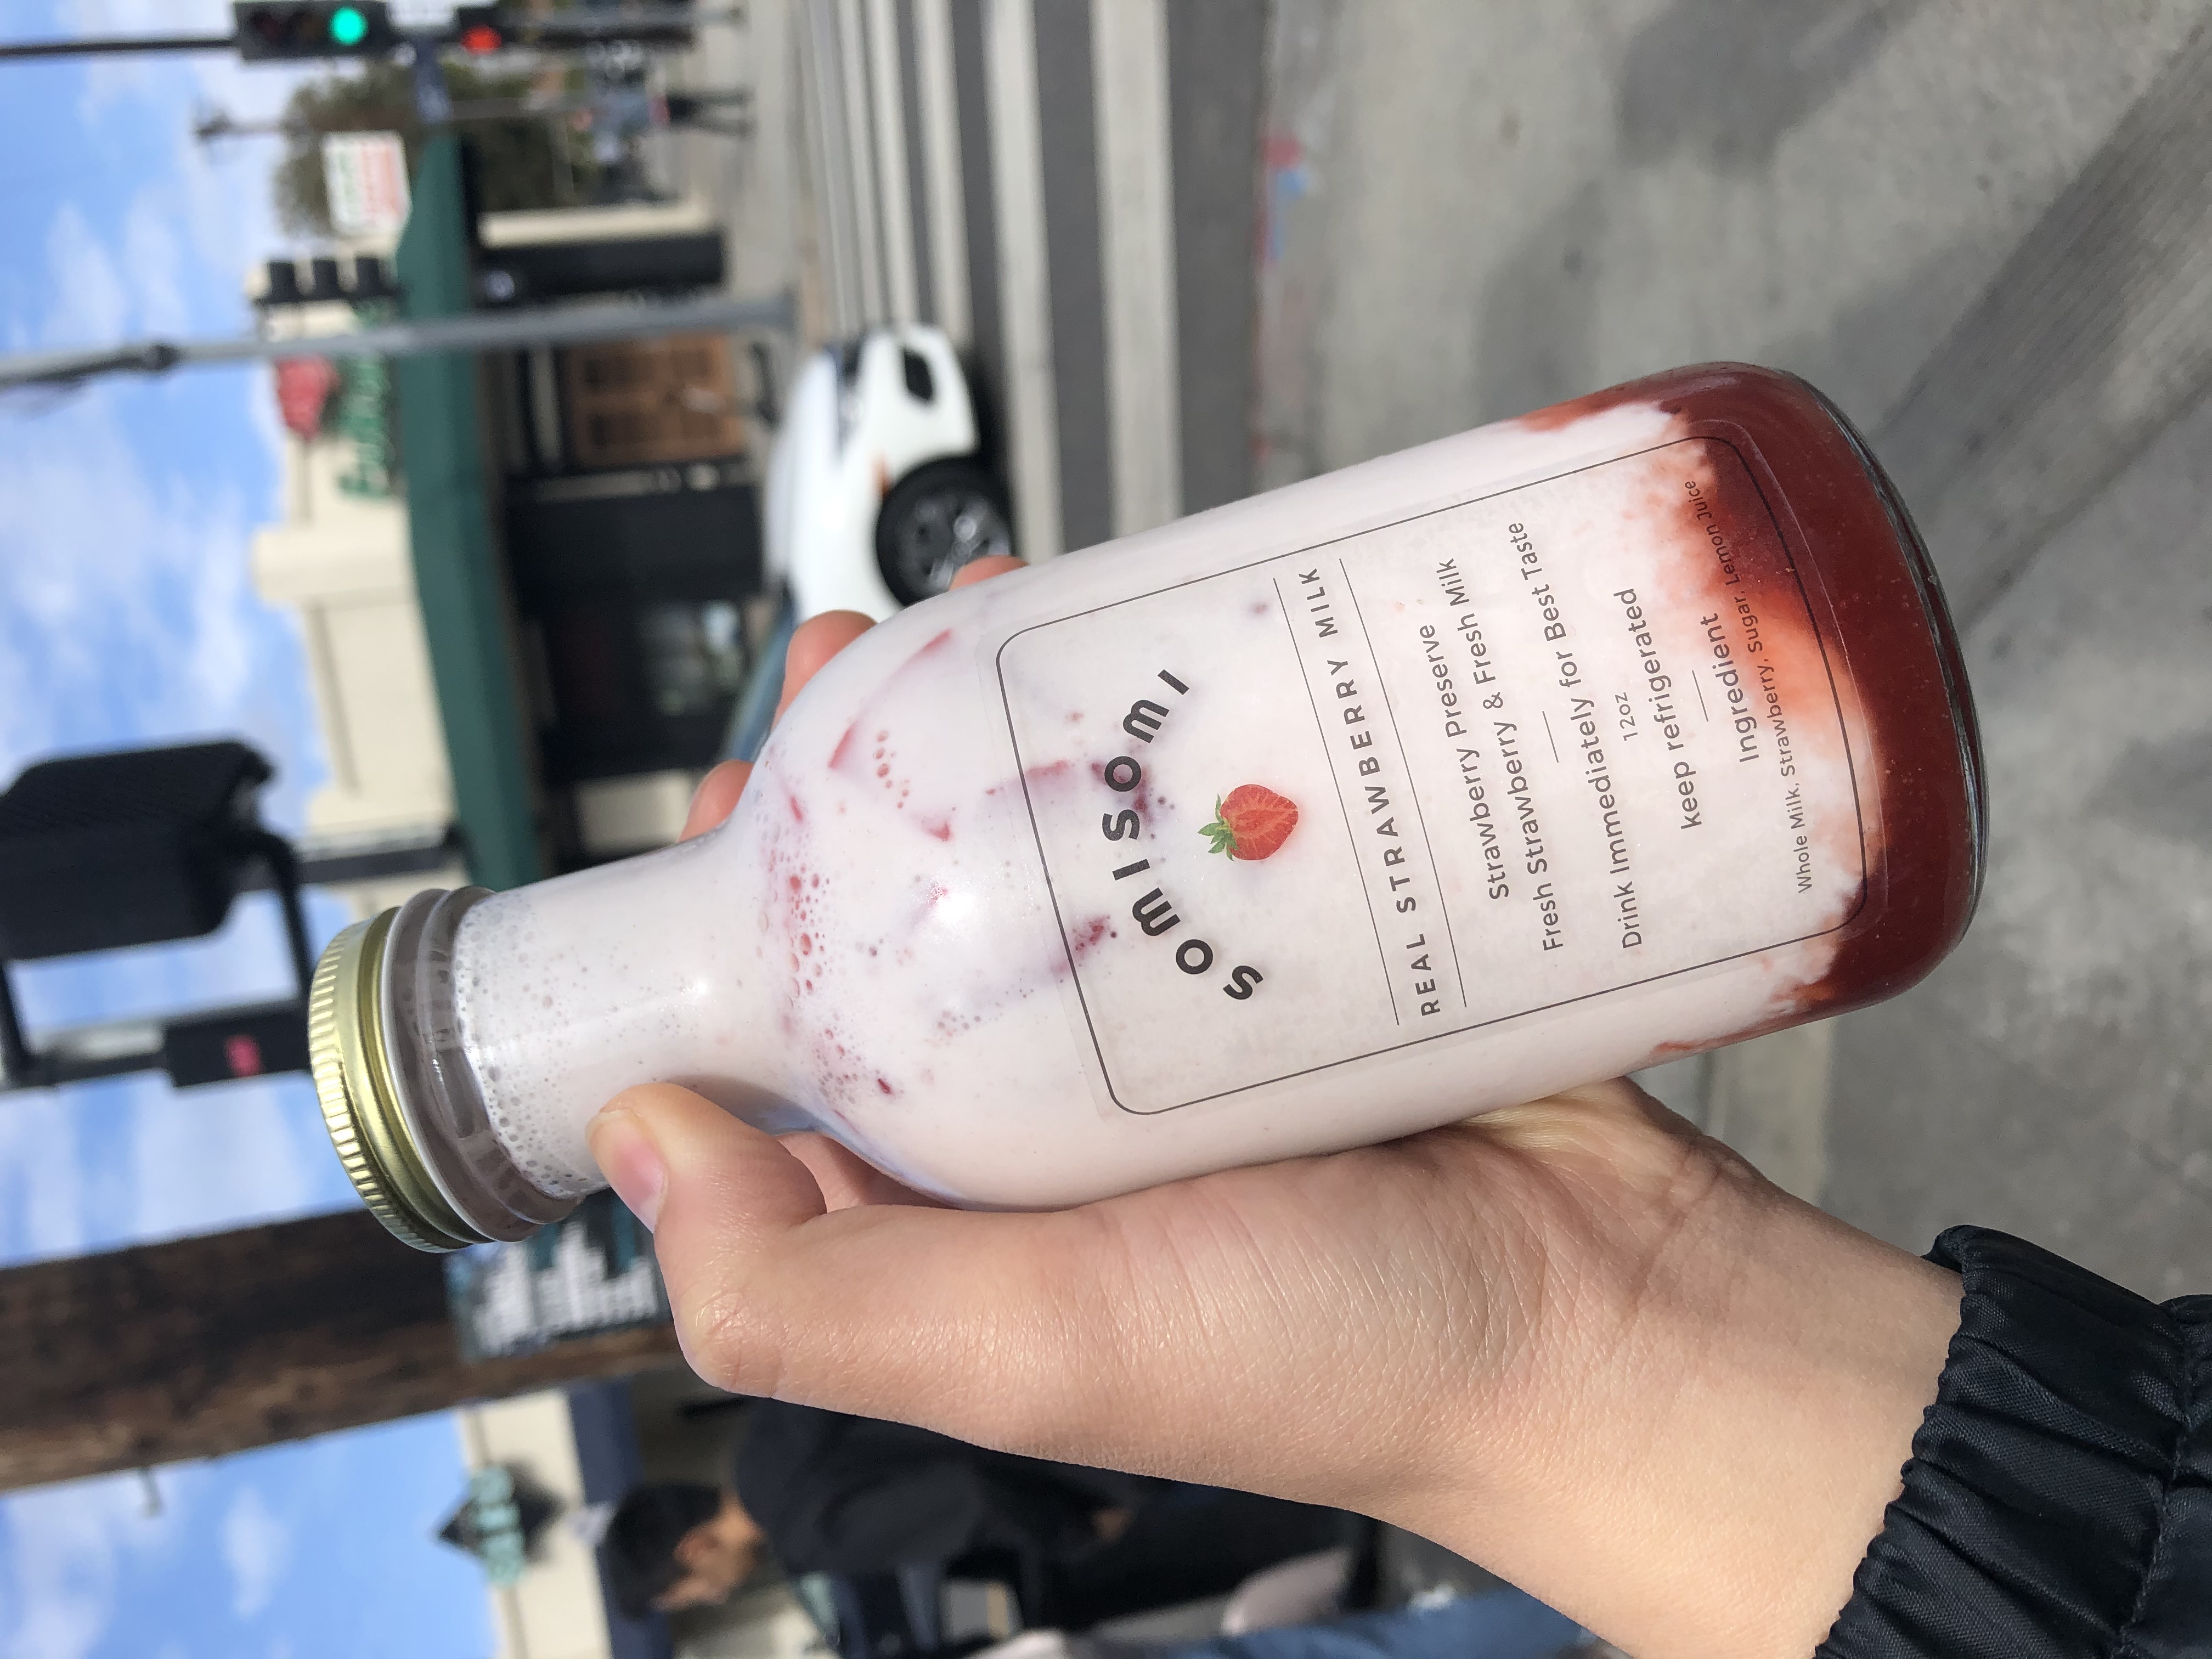 SOMISOMI
REAL STRAWBERRY MILK
Strawberry Preserve
Fresh Strawberry & Fresh Milk
Drink Immediately for Best Taste
12oz
keep refrigerated
Ingredient
Whole Milk, Strawberry, Sugar, Lemon Juice